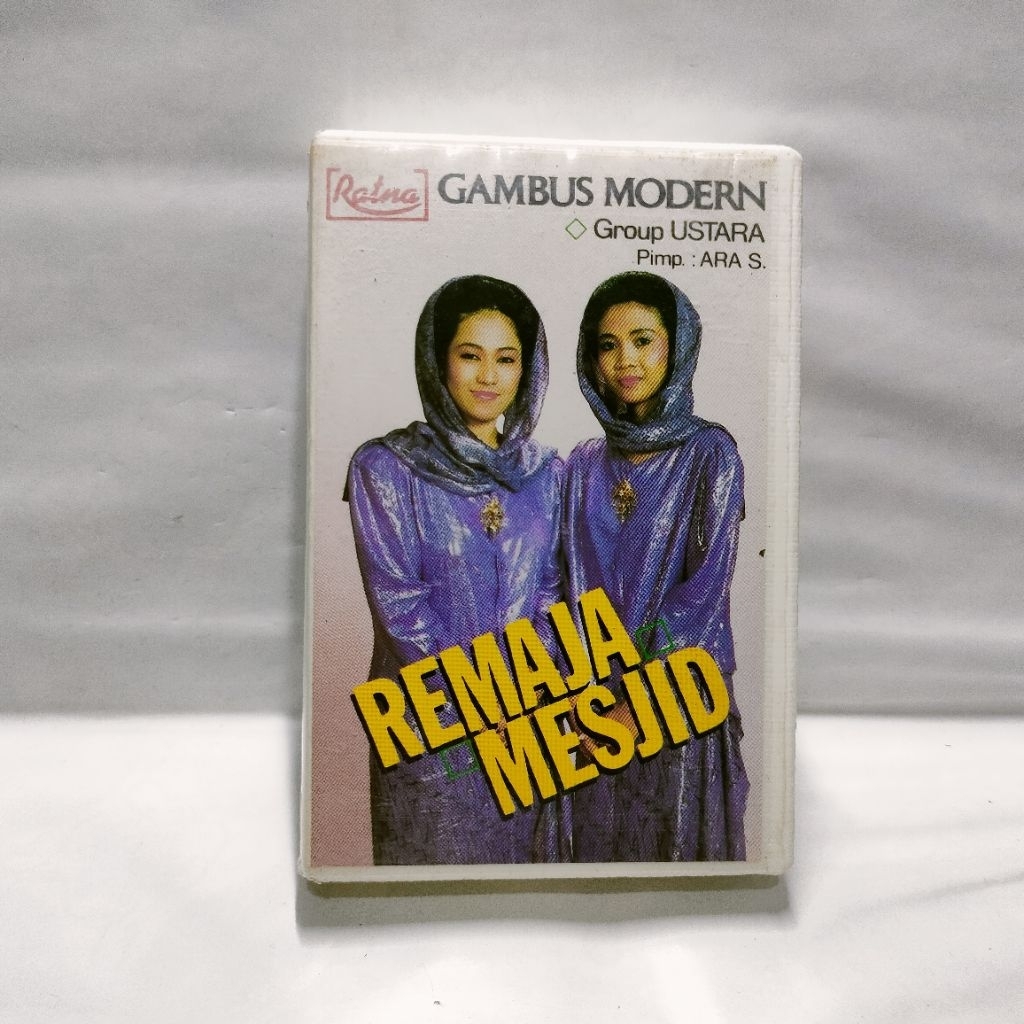 Ratna
GAMBUS MODERN
Group USTARA
Pimp. : ARA S.
REMAJA
MESJID